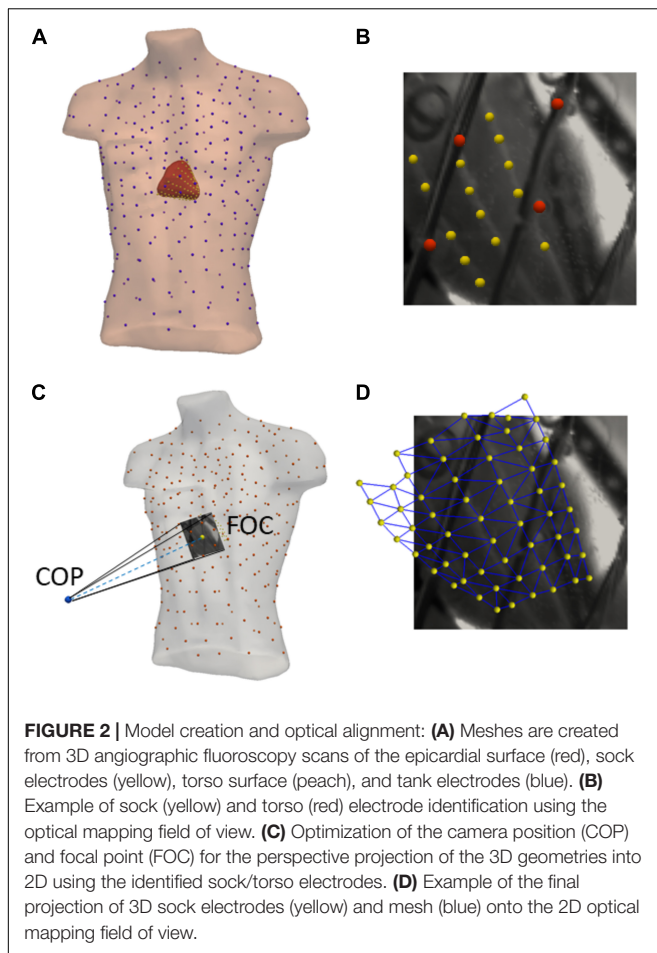 A
B
C
D
COP
FOC
FIGURE 2 | Model creation and optical alignment: (A) Meshes are created
from 3D angiographic fluoroscopy scans of the epicardial surface (red), sock
electrodes (yellow), torso surface (peach), and tank electrodes (blue). (B)
Example of sock (yellow) and torso (red) electrode identification using the
optical mapping field of view. (C) Optimization of the camera position (COP)
and focal point (FOC) for the perspective projection of the 3D geometries into
2D using the identified sock/torso electrodes. (D) Example of the final
projection of 3D sock electrodes (yellow) and mesh (blue) onto the 2D optical
mapping field of view.